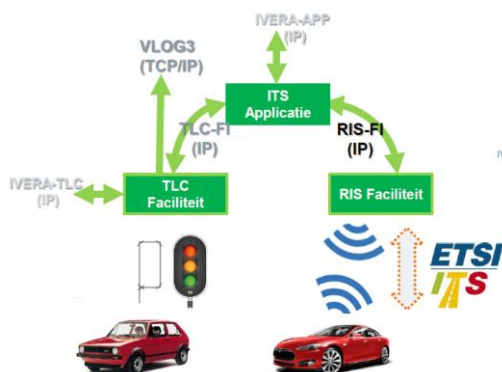 IVERA-APP
(IP)
VLOG3
(TCP/IP)
ITS
Applicatie
TLC-FI
(IP)
RIS-FI
(IP)
IVERA-TLC
(IP)
TLC
Faciliteit
RIS Faciliteit
ETSI
ITS